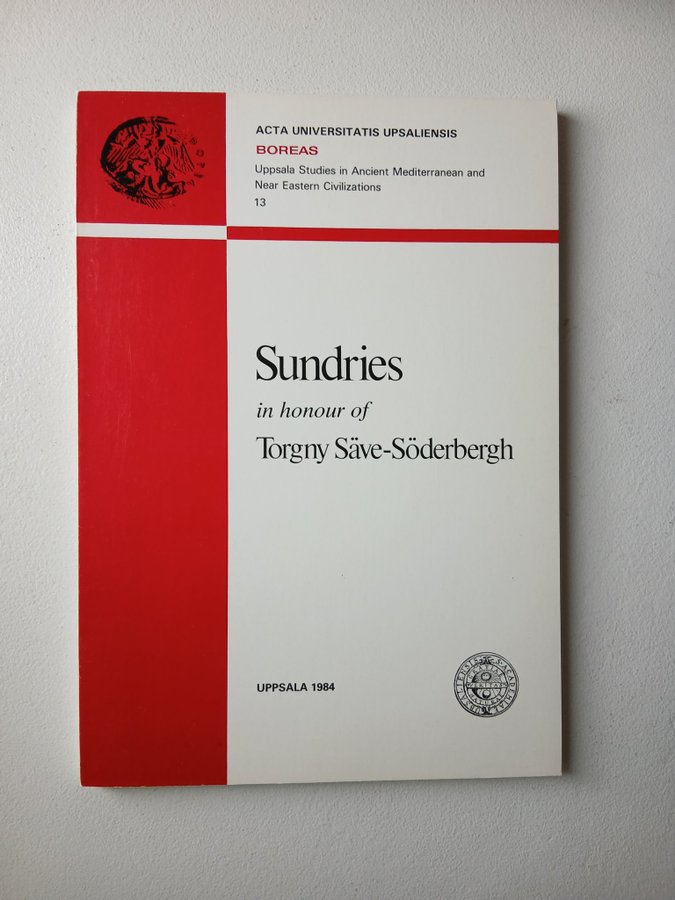 ACTA UNIVERSITATIS UPSALIENSIS
BOREAS
Uppsala Studies in Ancient Mediterranean and
Near Eastern Civilizations
13
Sundries
in honour of
Torgny Säve-Söderbergh
UPPSALA 1984